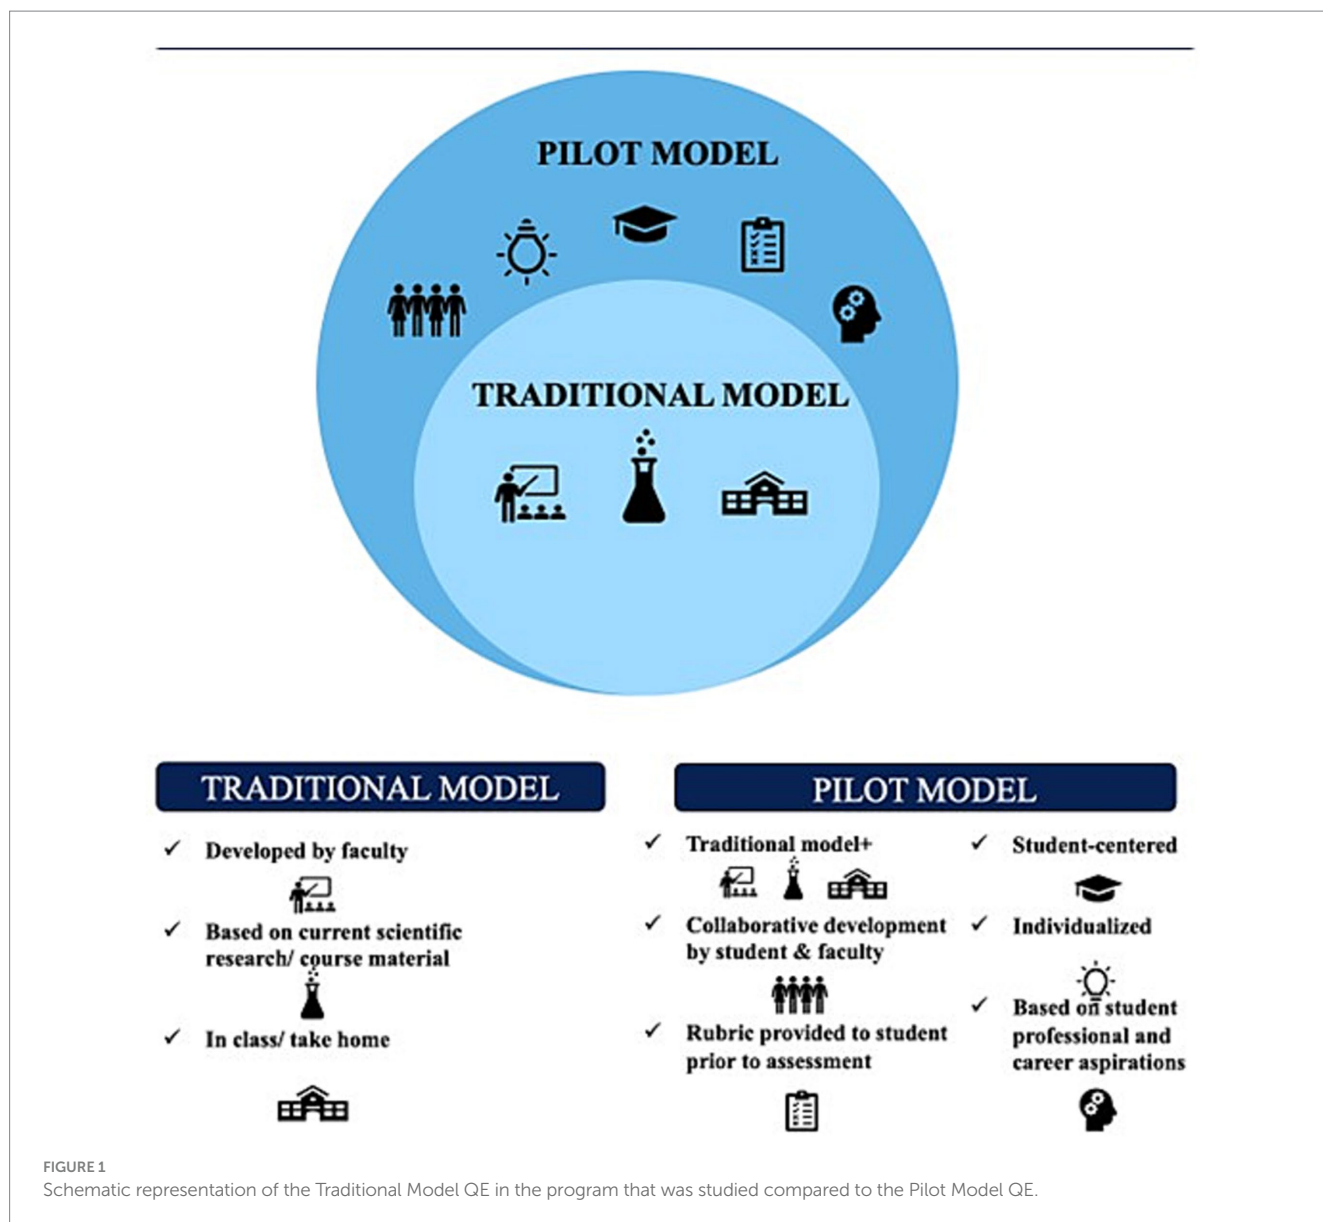 PILOT MODEL
TRADITIONAL MODEL
TRADITIONAL MODEL
✓ Developed by faculty
✓ Based on current scientific
research/ course material
✓ In class/ take home
PILOT MODEL
✓ Traditional model+
✓ Collaborative development
by student & faculty
✓ Rubric provided to student
prior to assessment
✓ Student-centered
✓ Individualized
✓ Based on student
professional and
career aspirations
FIGURE 1
Schematic representation of the Traditional Model QE in the program that was studied compared to the Pilot Model QE.